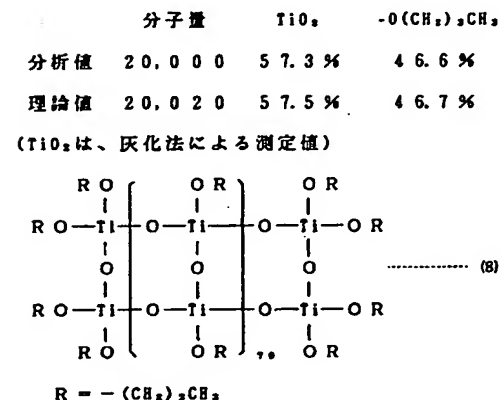 分子量 TiO₂ -O(CH₂)₃CH₃
分析値 20,000 57.3% 46.6%
理論値 20,020 57.5% 46.7%
(TiO₂は、灰化法による測定値)
RO OR OR
RO—Ti—O—Ti—O—Ti—OR
O O O ………… (8)
RO—Ti—O—Ti—O—Ti—OR
RO OR OR
R = -(CH₂)₃CH₃